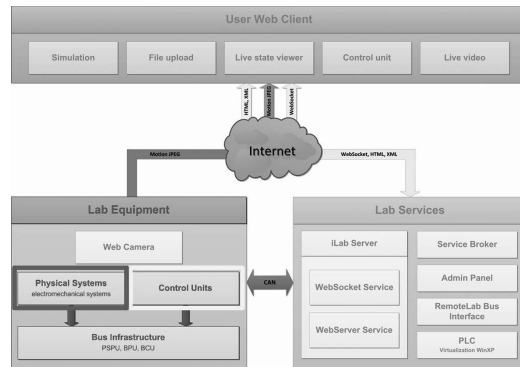 User Web Client
Simulation
File upload
Live state viewer
Control unit
Live video
HTML, XML
Motion JPEG
WebSocket
Internet
Motion JPEG
WebSocket, HTML, XML
Lab Equipment
Web Camera
Physical Systems
electromechanical systems
Control Units
Bus Infrastructure
PSPU, BPU, BCU
CAN
Lab Services
iLab Server
WebSocket Service
WebServer Service
Service Broker
Admin Panel
RemoteLab Bus
Interface
PLC
Virtualization WinXP